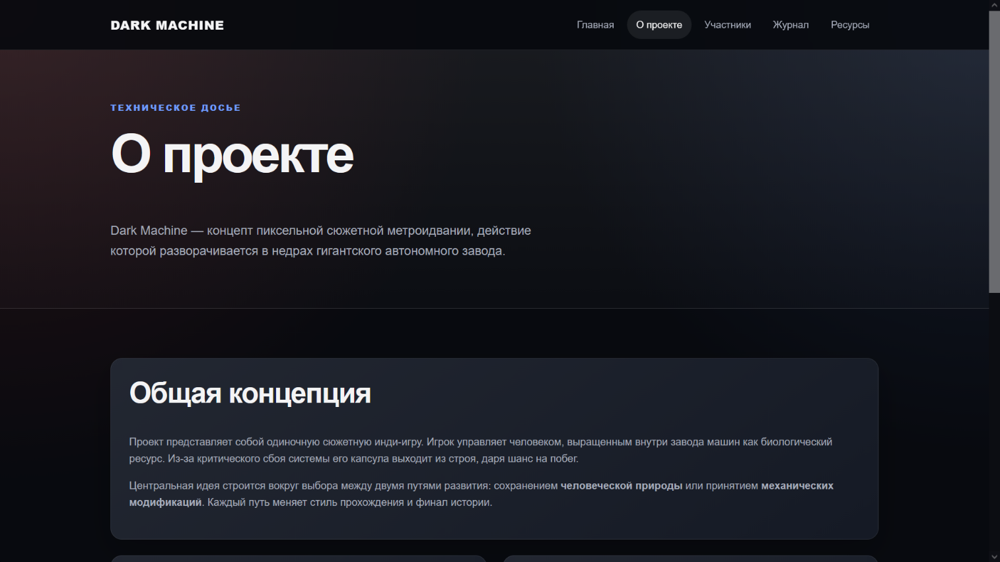 DARK MACHINE
Главная
О проекте
Участники
Журнал
Ресурсы
ТЕХНИЧЕСКОЕ ДОСЬЕ
О проекте
Dark Machine — концепт пиксельной сюжетной метроидвании, действие
которой разворачивается в недрах гигантского автономного завода.
Общая концепция
Проект представляет собой одиночную сюжетную инди-игру. Игрок управляет человеком, выращенным внутри завода машин как биологический
ресурс. Из-за критического сбоя системы его капсула выходит из строя, даря шанс на побег.
Центральная идея строится вокруг выбора между двумя путями развития: сохранением человеческой природы или принятием механических
модификаций. Каждый путь меняет стиль прохождения и финал истории.